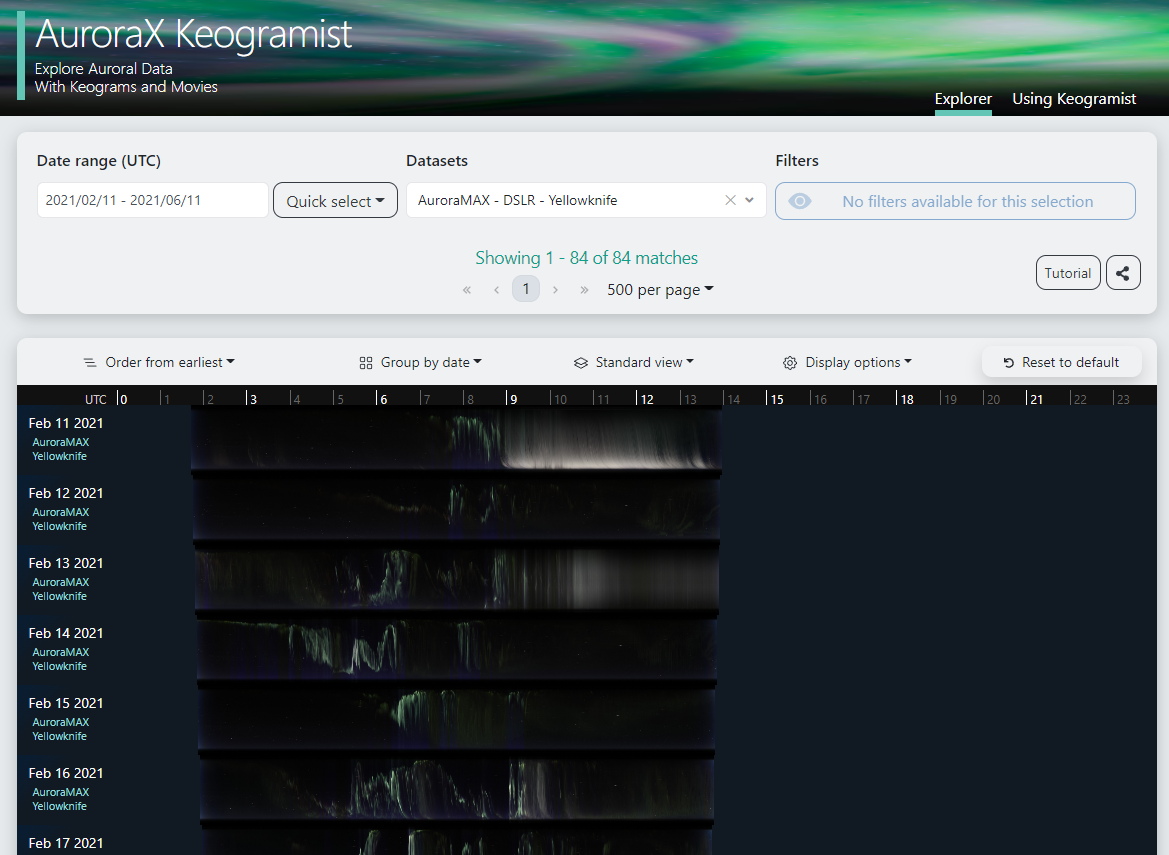 AuroraX Keogramist
Explore Auroral Data
With Keograms and Movies
Explorer Using Keogramist
Date range (UTC) Datasets Filters
2021/02/11 - 2021/06/11 Quick select AuroraMAX - DSLR - Yellowknife No filters available for this selection
Showing 1 - 84 of 84 matches
« ‹ 1 › » 500 per page Tutorial
Order from earliest Group by date Standard view Display options Reset to default
UTC 0 1 2 3 4 5 6 7 8 9 10 11 12 13 14 15 16 17 18 19 20 21 22 23
Feb 11 2021
AuroraMAX
Yellowknife
Feb 12 2021
AuroraMAX
Yellowknife
Feb 13 2021
AuroraMAX
Yellowknife
Feb 14 2021
AuroraMAX
Yellowknife
Feb 15 2021
AuroraMAX
Yellowknife
Feb 16 2021
AuroraMAX
Yellowknife
Feb 17 2021